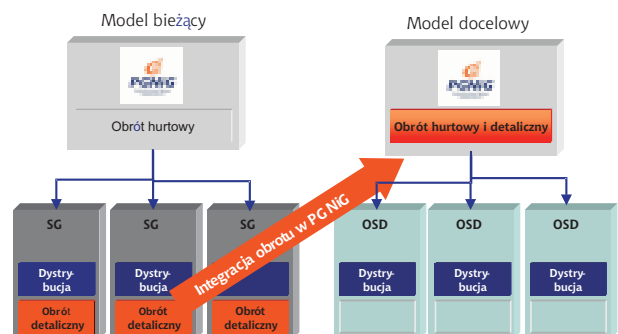 Model bieżący
Model docelowy
PGNiG
PGNiG
Obrót hurtowy
Obrót hurtowy i detaliczny
Integracja obrotu w PGNiG
SG
SG
SG
OSD
OSD
OSD
Dystry-
bucja
Dystry-
bucja
Dystry-
bucja
Dystry-
bucja
Dystry-
bucja
Obrót
detaliczny
Obrót
detaliczny
Obrót
detaliczny